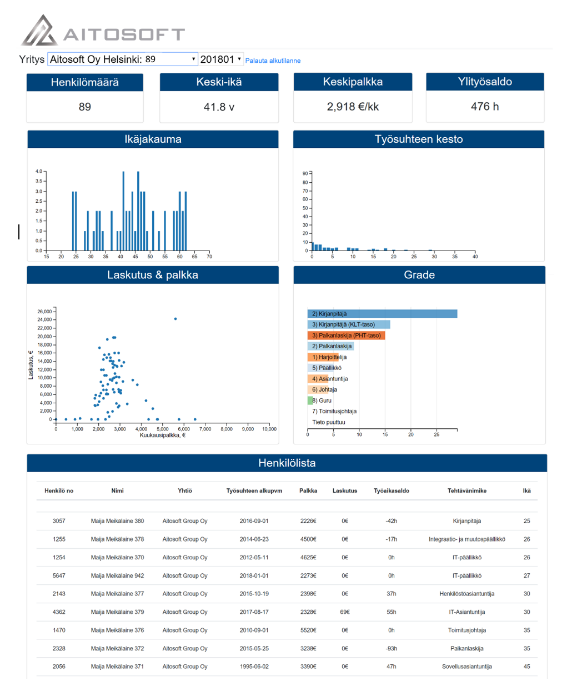 AITOSOFT
Yritys Aitosoft Oy Helsinki: 89 201801 Palauta alkutilanne
Henkilömäärä Keski-ikä Keskipalkka Ylityösaldo
89 41.8 v 2,918 €/kk 476 h
Ikäjakauma Työsuhteen kesto
4.0
3.5
3.0
2.5
2.0
1.5
1.0
0.5
0.0
15 20 25 30 35 40 45 50 55 60 65 70
90
80
70
60
50
40
30
20
10
0
0 5 10 15 20 25 30 35 40
Laskutus & palkka Grade
Laskutus, €
26,000
24,000
22,000
20,000
18,000
16,000
14,000
12,000
10,000
8,000
6,000
4,000
2,000
0
0 1,000 2,000 3,000 4,000 5,000 6,000 7,000 8,000 9,000 10,000
Kuukausipalkka, €
2) Kirjanpitäjä
3) Kirjanpitäjä (KLT-taso)
3) Palkanlaskija (PHT-taso)
2) Palkanlaskija
1) Harjoittelija
5) Päällikkö
4) Asiantuntija
6) Johtaja
8) Guru
7) Toimitusjohtaja
Tieto puuttuu
0 5 10 15 20 25
Henkilölista
Henkilö no Nimi Yhtiö Työsuhteen alkupvm Palkka Laskutus Työaikasaldo Tehtävänimike Ikä
3057 Maija Meikäläinen 380 Aitosoft Group Oy 2016-09-01 2226€ 0€ -42h Kirjanpitäjä 25
1255 Maija Meikäläinen 378 Aitosoft Group Oy 2014-06-23 4500€ 0€ -17h Integraatio- ja muutospäällikkö 26
1254 Maija Meikäläinen 370 Aitosoft Group Oy 2012-05-11 4625€ 0h IT-päällikkö 26
5647 Maija Meikäläinen 942 Aitosoft Group Oy 2018-01-01 2273€ 0€ 0h IT-päällikkö 27
2143 Maija Meikäläinen 377 Aitosoft Group Oy 2015-10-19 2398€ 0€ 37h Henkilöstöasiantuntija 30
4362 Maija Meikäläinen 379 Aitosoft Group Oy 2017-08-17 2328€ 69€ 55h IT-Asiantuntija 30
1470 Maija Meikäläinen 376 Aitosoft Group Oy 2010-09-01 5520€ 0€ 0h Toimitusjohtaja 35
2328 Maija Meikäläinen 372 Aitosoft Group Oy 2015-05-25 3238€ 0€ -93h Palkanlaskija 35
2056 Maija Meikäläinen 371 Aitosoft Group Oy 1995-06-02 3390€ 0€ 47h Sovellusasiantuntija 45